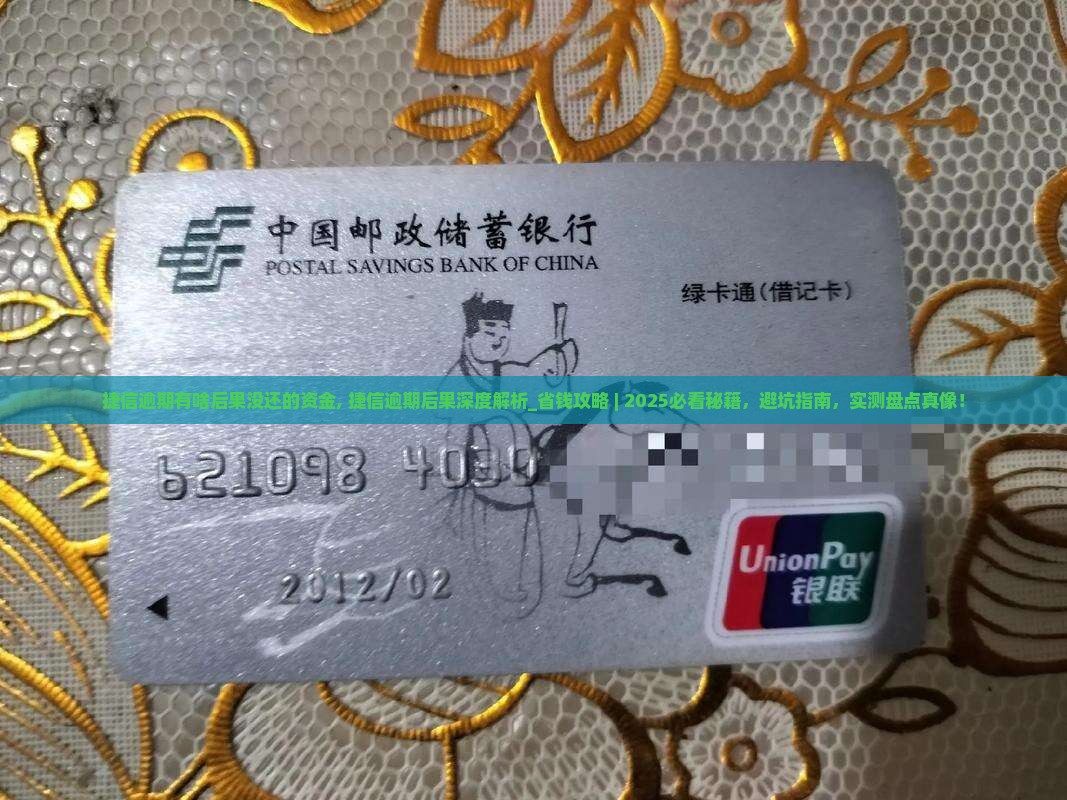 中国邮政储蓄银行
POSTAL SAVINGS BANK OF CHINA
绿卡通(借记卡)
捷信逾期有啥后果没还的资金, 捷信逾期后果深度解析_省钱攻略 | 2025必看秘籍，避坑指南，实测盘点真像！
621098 4030
2012/02
UnionPay
银联